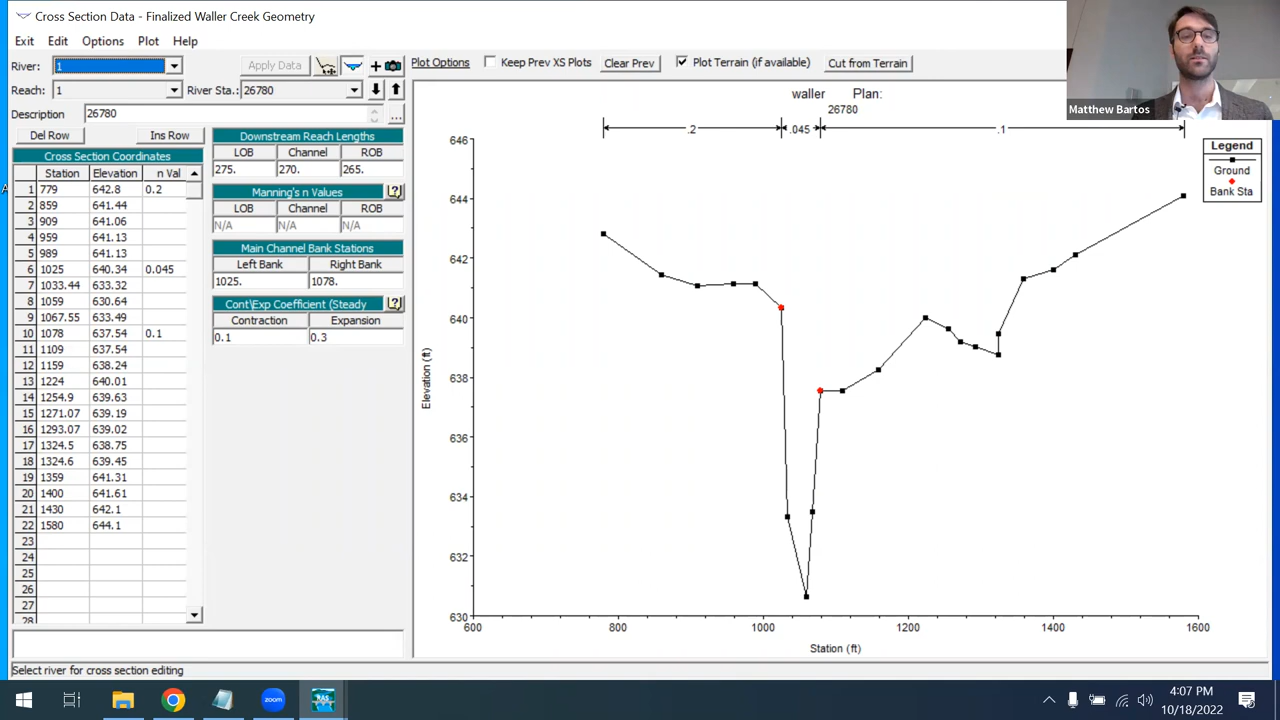 Cross Section Data - Finalized Waller Creek Geometry
Exit Edit Options Plot Help
River: 1 Apply Data
Reach: 1 River Sta.: 26780
Description 26780 ...
Del Row Ins Row
Cross Section Coordinates
Station Elevation n Val
1 779 642.8 0.2
2 859 641.44
3 909 641.06
4 959 641.13
5 989 641.13
6 1025 640.34 0.045
7 1033.44 633.32
8 1059 630.64
9 1067.55 633.49
10 1078 637.54 0.1
11 1109 637.54
12 1159 638.24
13 1224 640.01
14 1254.9 639.63
15 1271.07 639.19
16 1293.07 639.02
17 1324.5 638.75
18 1324.6 639.45
19 1359 641.31
20 1400 641.61
21 1430 642.1
22 1580 644.1
23
24
25
26
27
28
Downstream Reach Lengths
LOB Channel ROB
275. 270. 265.
Manning's n Values
LOB Channel ROB
N/A N/A N/A
Main Channel Bank Stations
Left Bank Right Bank
1025. 1078.
Cont\Exp Coefficient (Steady
Contraction Expansion
0.1 0.3
Plot Options Keep Prev XS Plots Clear Prev Plot Terrain (if available) Cut from Terrain
waller Plan:
26780
.2 .045 .1
Legend
Ground
Bank Sta
646
644
642
640
638
636
634
632
630
Elevation (ft)
600 800 1000 1200 1400 1600
Station (ft)
Matthew Bartos
Select river for cross section editing
zoom
RAS
4:07 PM
10/18/2022